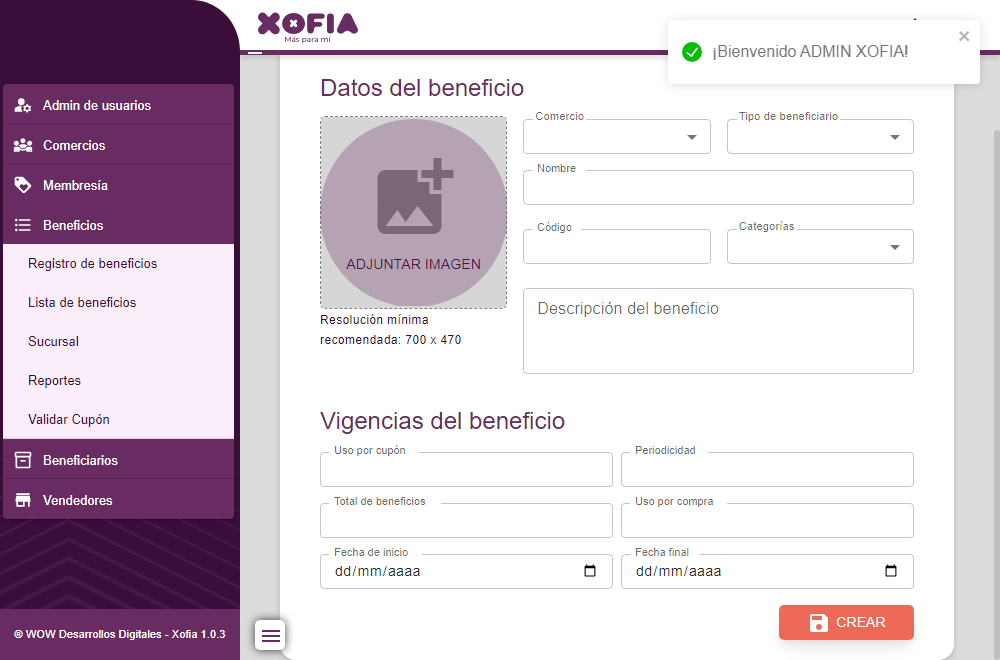 XOFIA
Más para mí
¡Bienvenido ADMIN XOFIA!
Admin de usuarios
Comercios
Membresía
Beneficios
Registro de beneficios
Lista de beneficios
Sucursal
Reportes
Validar Cupón
Beneficiarios
Vendedores
® WOW Desarrollos Digitales - Xofia 1.0.3
Datos del beneficio
ADJUNTAR IMAGEN
Resolución mínima
recomendada: 700 x 470
Comercio
Tipo de beneficiario
Nombre
Código
Categorías
Descripción del beneficio
Vigencias del beneficio
Uso por cupón
Periodicidad
Total de beneficios
Uso por compra
Fecha de inicio
Fecha final
dd/mm/aaaa
dd/mm/aaaa
CREAR